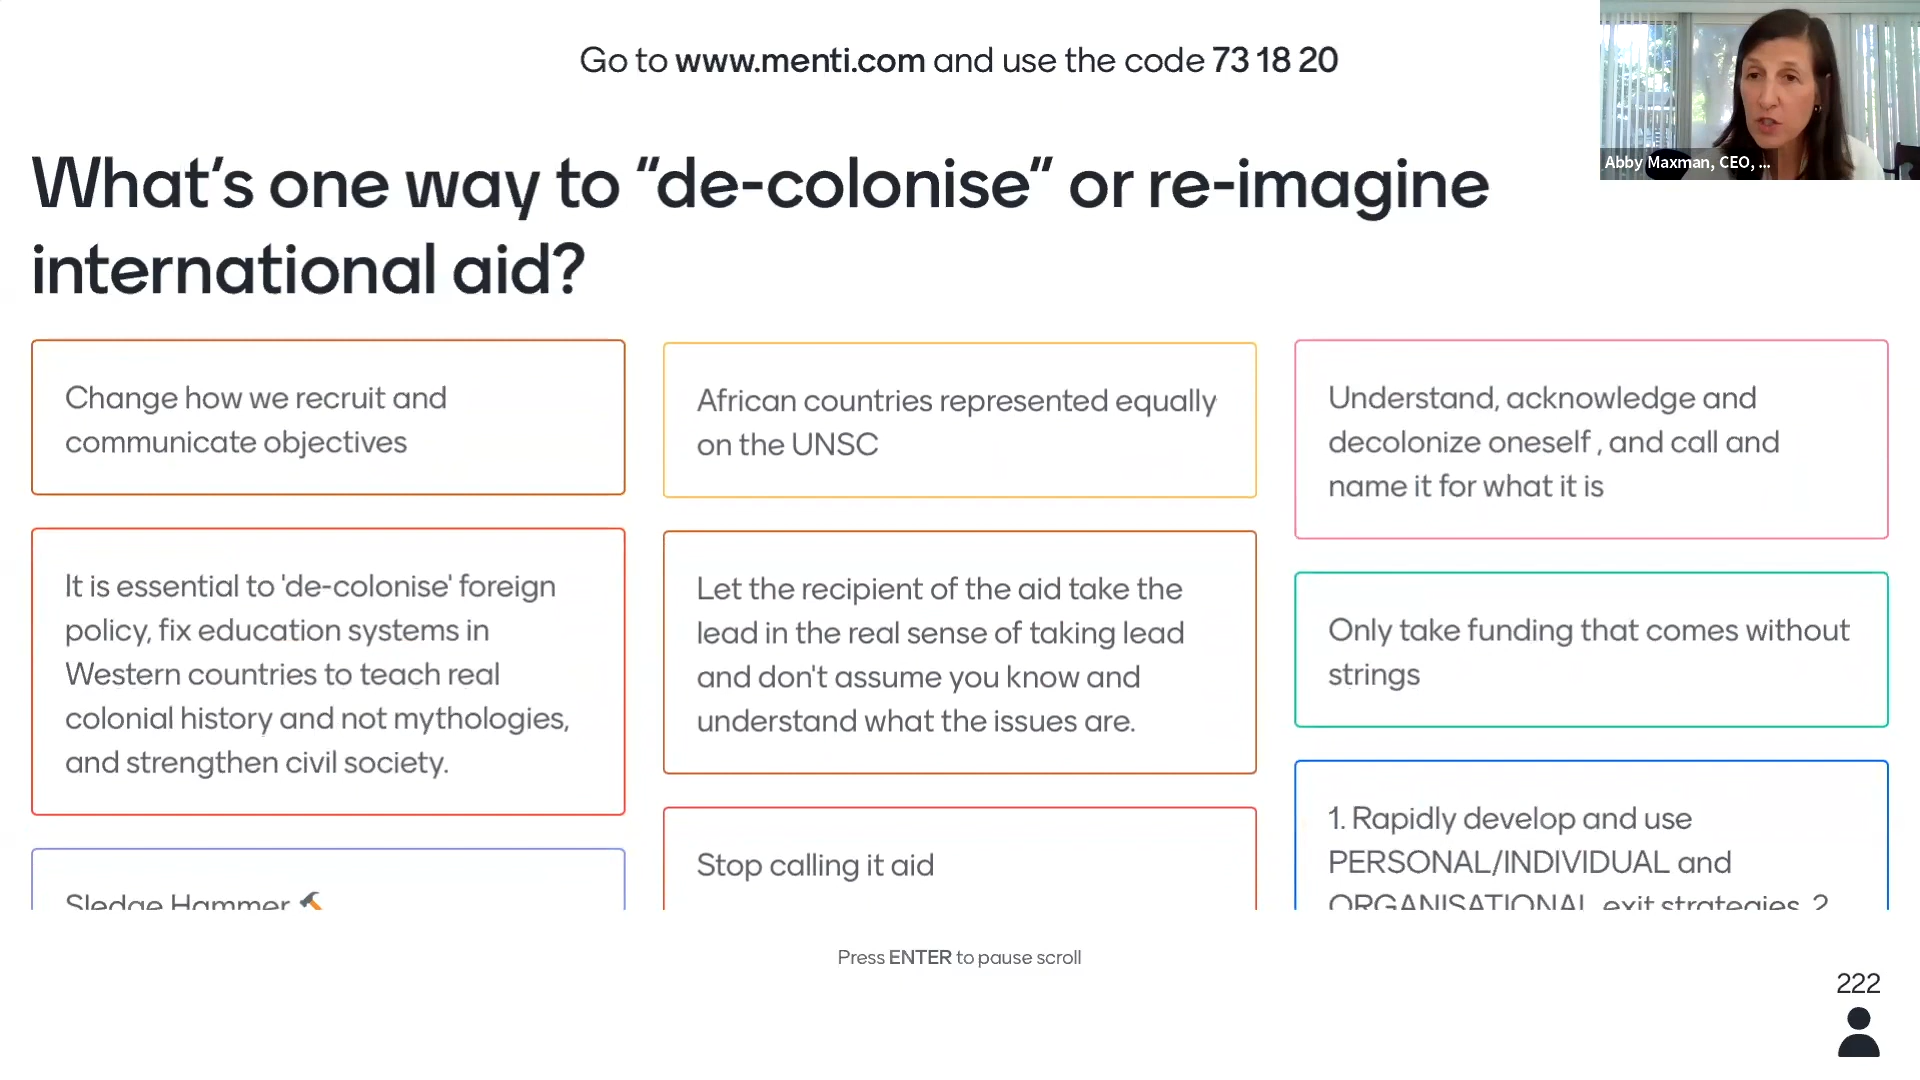 Go to www.menti.com and use the code 73 18 20
Abby Maxman, CEO, ...
What's one way to “de-colonise” or re-imagine
international aid?
Change how we recruit and
communicate objectives
African countries represented equally
on the UNSC
Understand, acknowledge and
decolonize oneself , and call and
name it for what it is
It is essential to 'de-colonise' foreign
policy, fix education systems in
Western countries to teach real
colonial history and not mythologies,
and strengthen civil society.
Let the recipient of the aid take the
lead in the real sense of taking lead
and don't assume you know and
understand what the issues are.
Only take funding that comes without
strings
Sledge Hammer
Stop calling it aid
1. Rapidly develop and use
PERSONAL/INDIVIDUAL and
ORGANISATIONAL exit strategies. 2
Press ENTER to pause scroll
222